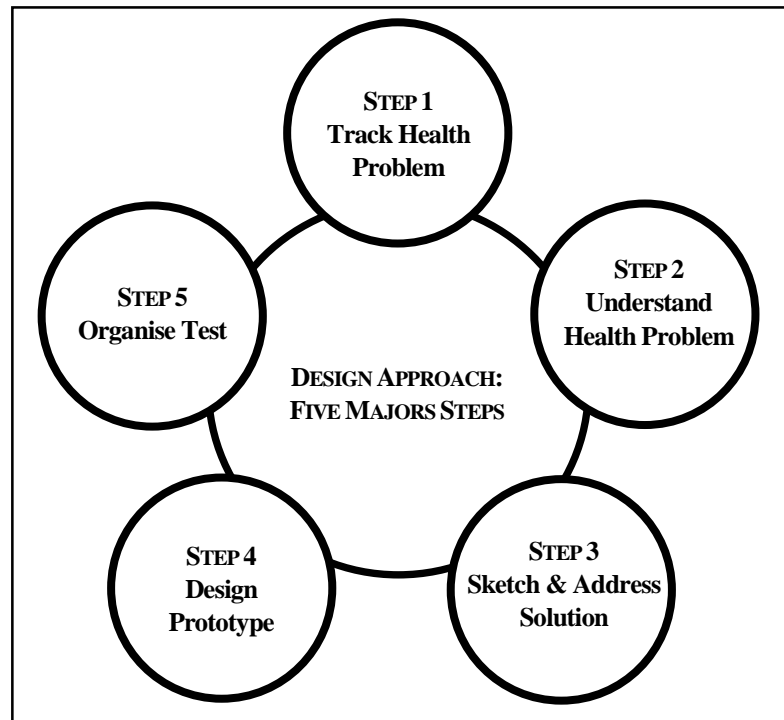 STEP 1
Track Health
Problem
STEP 2
Understand
Health Problem
STEP 3
Sketch & Address
Solution
STEP 4
Design
Prototype
STEP 5
Organise Test
DESIGN APPROACH:
FIVE MAJORS STEPS